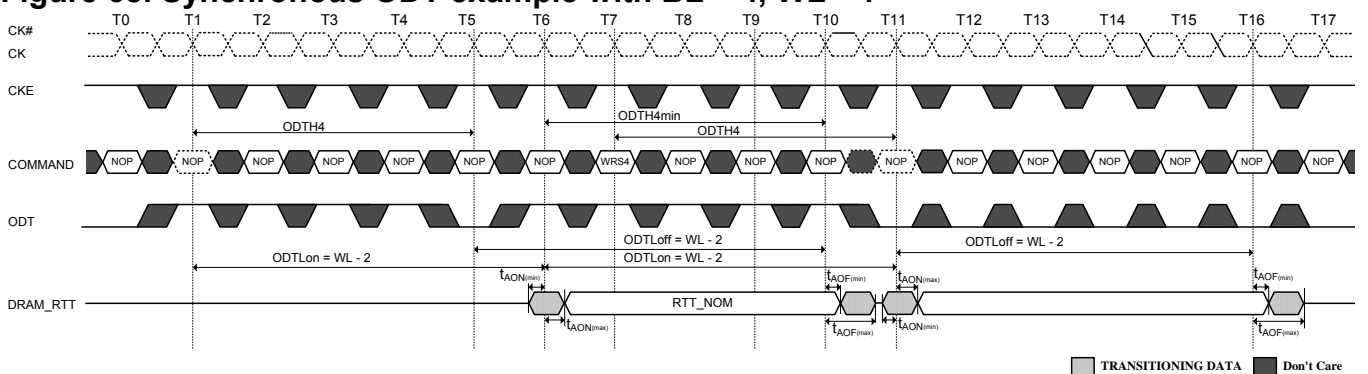 T0 T1 T2 T3 T4 T5 T6 T7 T8 T9 T10 T11 T12 T13 T14 T15 T16 T17
CK#
CK
CKE
ODTH4 ODTH4min
ODTH4
COMMAND NOP NOP NOP NOP NOP NOP NOP WRS4 NOP NOP NOP NOP NOP NOP NOP NOP NOP NOP
ODT
ODTLoff = WL - 2 ODTLoff = WL - 2
ODTLon = WL - 2 ODTLon = WL - 2
tAON(min) tAOF(min) tAON(max) tAOF(min)
DRAM_RTT RTT_NOM
tAON(max) tAOF(max) tAON(min) tAOF(max)
TRANSITIONING DATA Don't Care